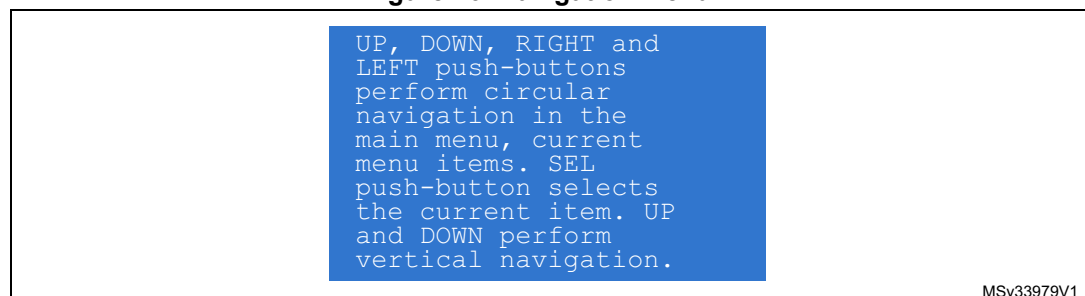 UP, DOWN, RIGHT and
LEFT push-buttons
perform circular
navigation in the
main menu, current
menu items. SEL
push-button selects
the current item. UP
and DOWN perform
vertical navigation.
MSv33979V1